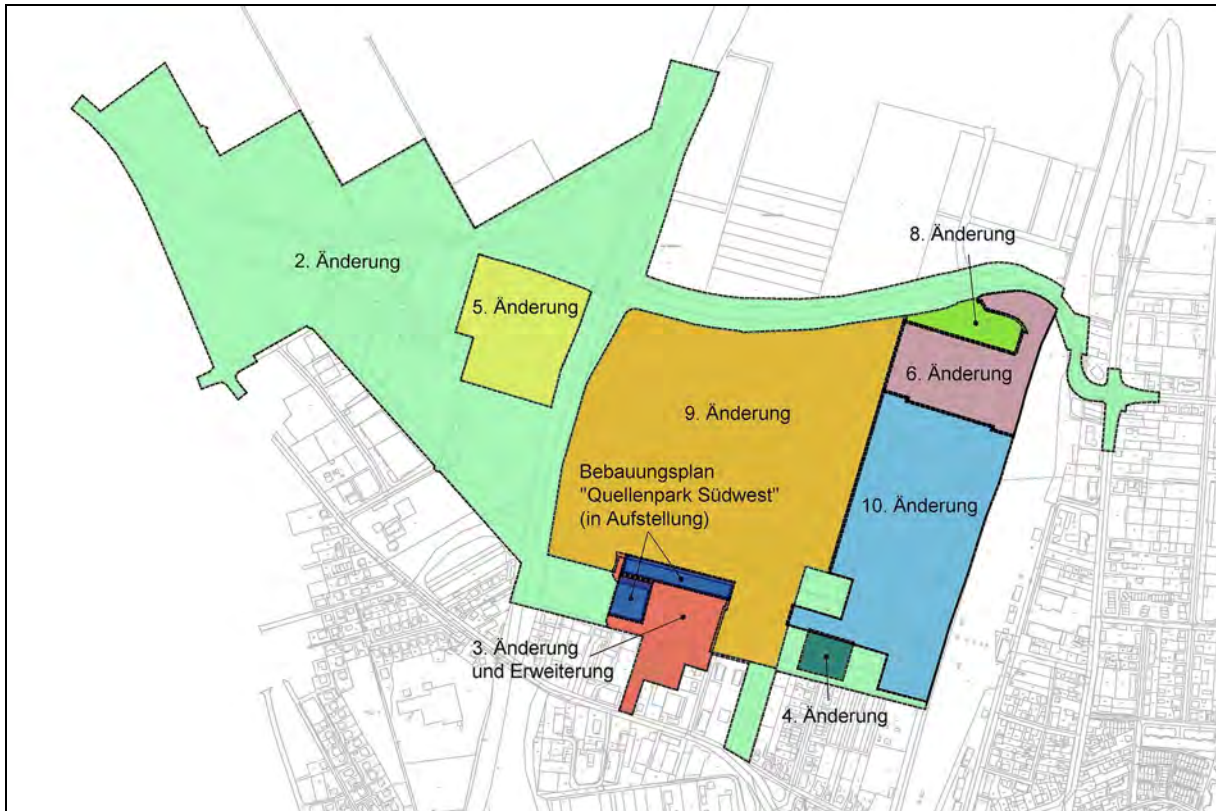 8. Änderung
2. Änderung
5. Änderung
6. Änderung
9. Änderung
Bebauungsplan
"Quellenpark Südwest"
(in Aufstellung)
10. Änderung
3. Änderung
und Erweiterung
4. Änderung